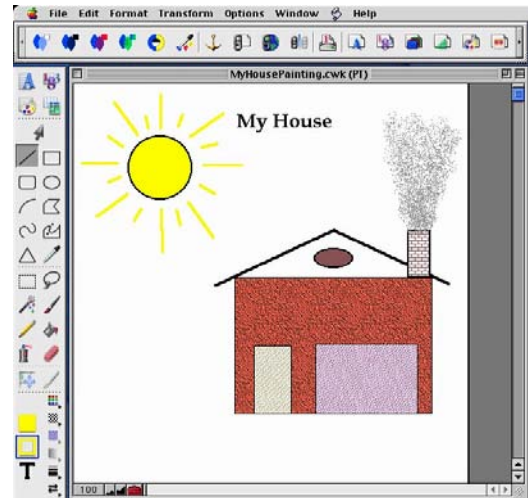 File Edit Format Transform Options Window Help
MyHousePainting.cwk (PT)
My House
A
T
100